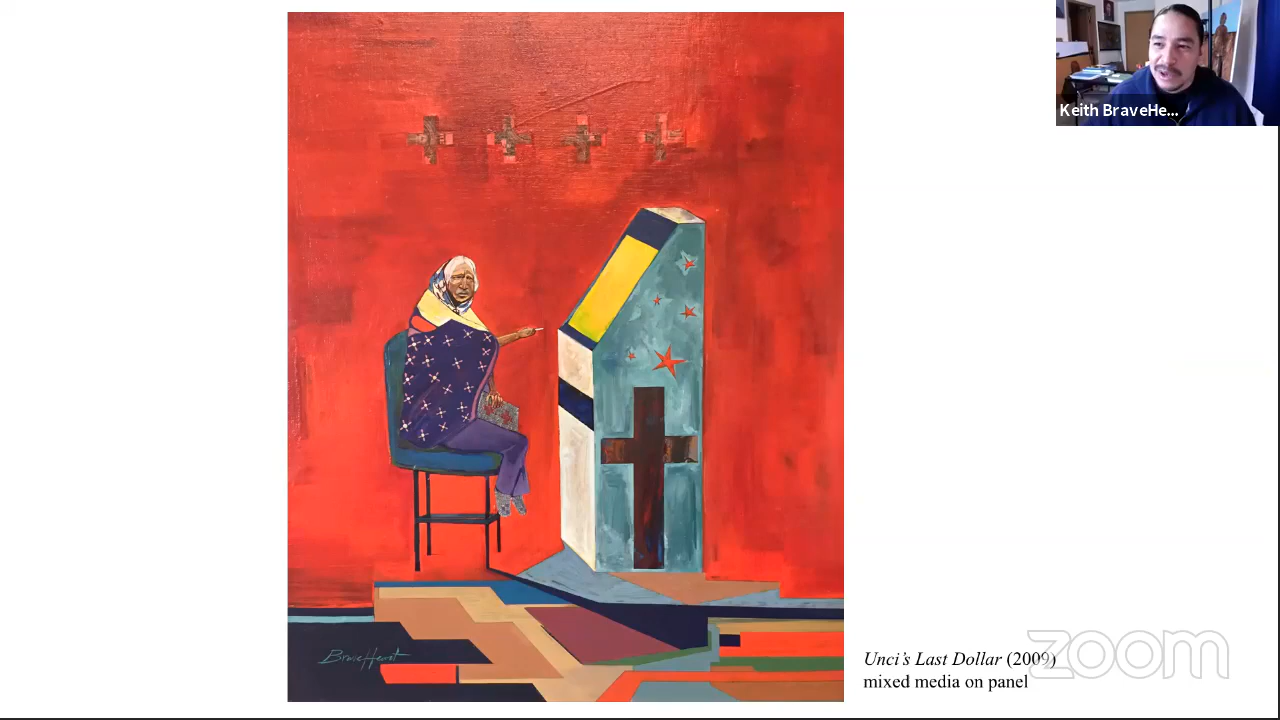 Keith BraveHe...
BraveHeart
Unci's Last Dollar (2009)
mixed media on panel
zoom